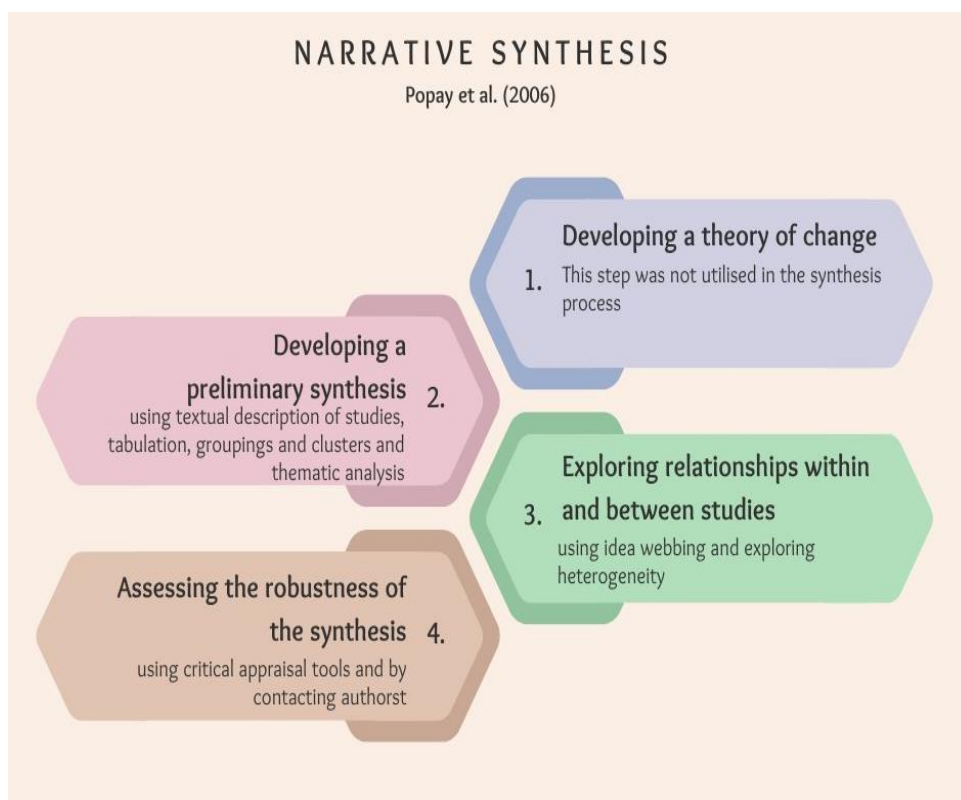 NARRATIVE SYNTHESIS
Popay et al. (2006)
Developing a theory of change
1.
This step was not utilised in the synthesis
process
Developing a
preliminary synthesis
2.
using textual description of studies,
tabulation, groupings and clusters and
thematic analysis
Exploring relationships within
3.
and between studies
using idea webbing and exploring
heterogeneity
Assessing the robustness of
the synthesis
4.
using critical appraisal tools and by
contacting authorst